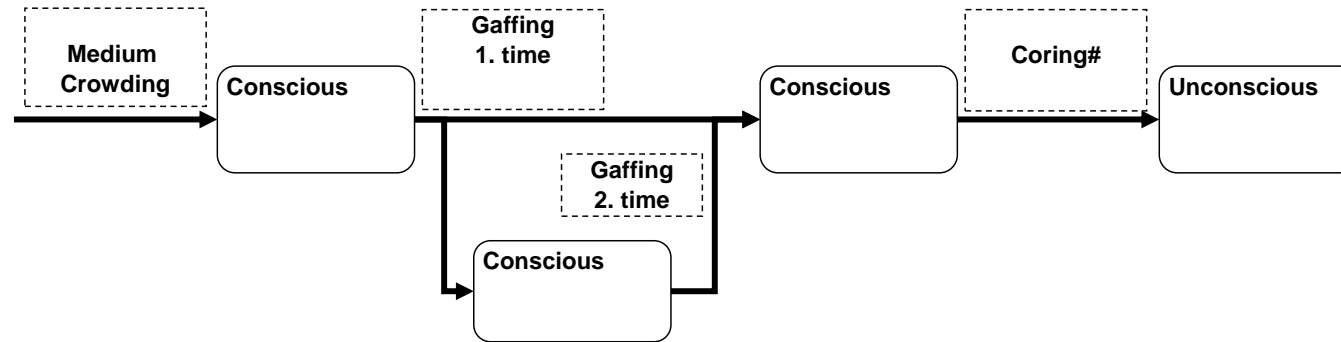 Medium
Crowding
Conscious
Gaffing
1. time
Conscious
Coring#
Unconscious
Gaffing
2. time
Conscious